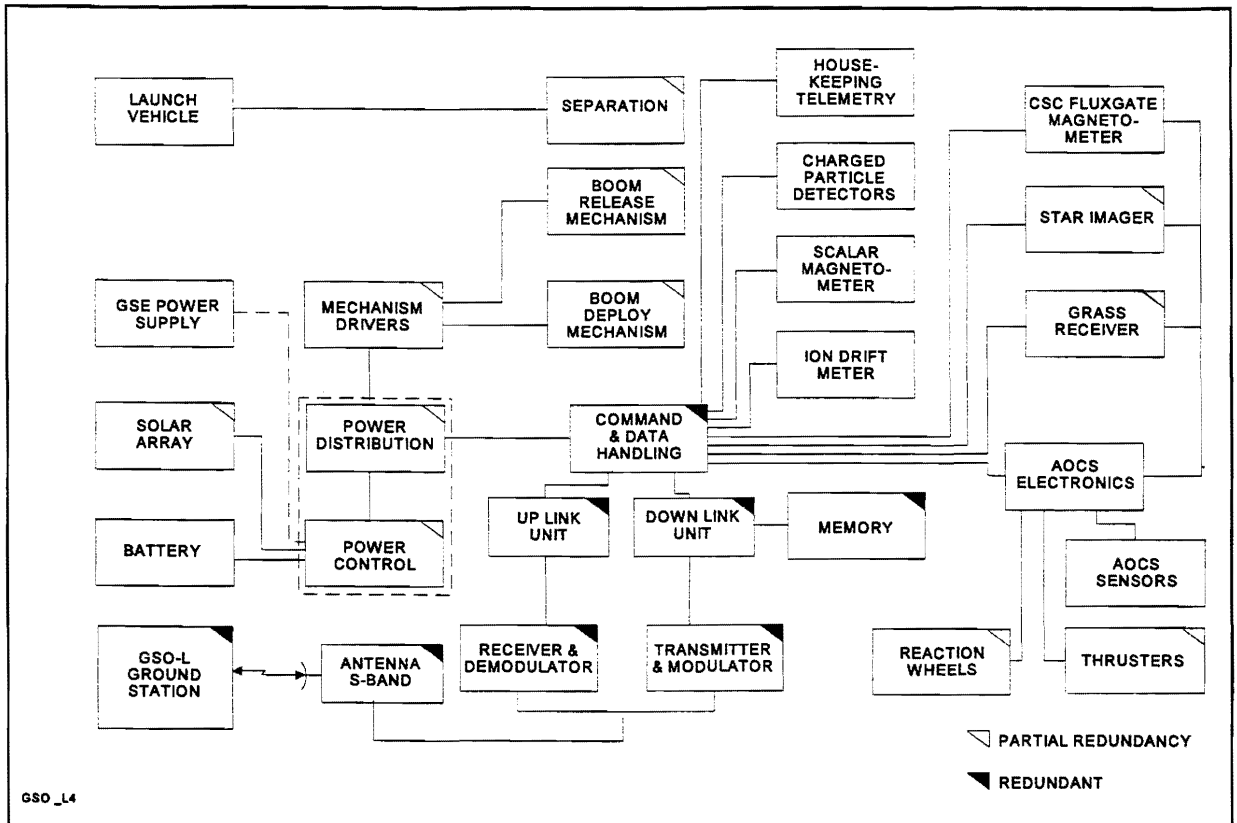 LAUNCH
VEHICLE
SEPARATION
HOUSE-
KEEPING
TELEMETRY
CSC FLUXGATE
MAGNETO-
METER
BOOM
RELEASE
MECHANISM
CHARGED
PARTICLE
DETECTORS
STAR IMAGER
SCALAR
MAGNETO-
METER
GSE POWER
SUPPLY
MECHANISM
DRIVERS
BOOM
DEPLOY
MECHANISM
GRASS
RECEIVER
ION DRIFT
METER
SOLAR
ARRAY
POWER
DISTRIBUTION
COMMAND
& DATA
HANDLING
AOCS
ELECTRONICS
BATTERY
POWER
CONTROL
UP LINK
UNIT
DOWN LINK
UNIT
MEMORY
AOCS
SENSORS
GSO-L
GROUND
STATION
ANTENNA
S-BAND
RECEIVER &
DEMODULATOR
TRANSMITTER
& MODULATOR
REACTION
WHEELS
THRUSTERS
PARTIAL REDUNDANCY
REDUNDANT
GSO_L4